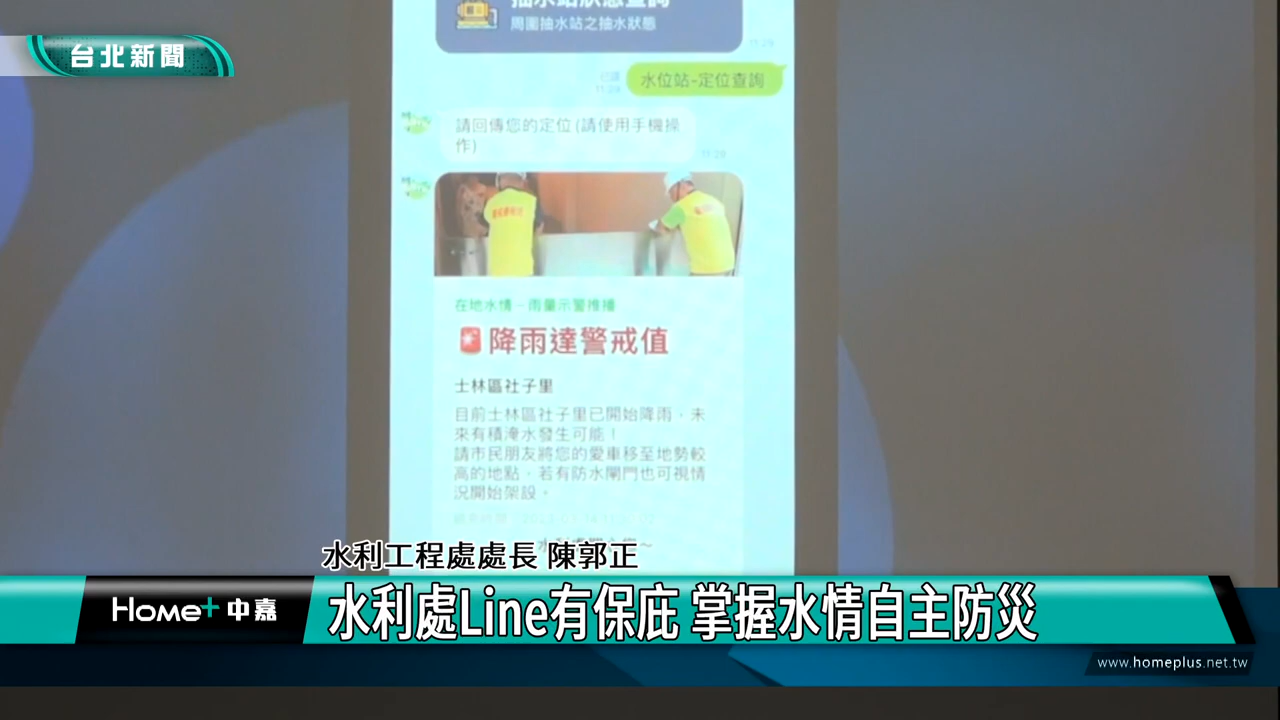 抽水站狀態查詢
周圍抽水站之抽水狀態
11:29
台北新聞
已讀
11:29
水位站-定位查詢
請回傳您的定位(請使用手機操
作)
11:29
在地水情－雨量示警推播
降雨達警戒值
士林區社子里
目前士林區社子里已開始降雨，未
來有積淹水發生可能！
請市民朋友將您的愛車移至地勢較
高的地點，若有防水閘門也可視情
況開始架設。
水利工程處處長 陳郭正
Home+中嘉
水利處Line有保庇 掌握水情自主防災
www.homeplus.net.tw